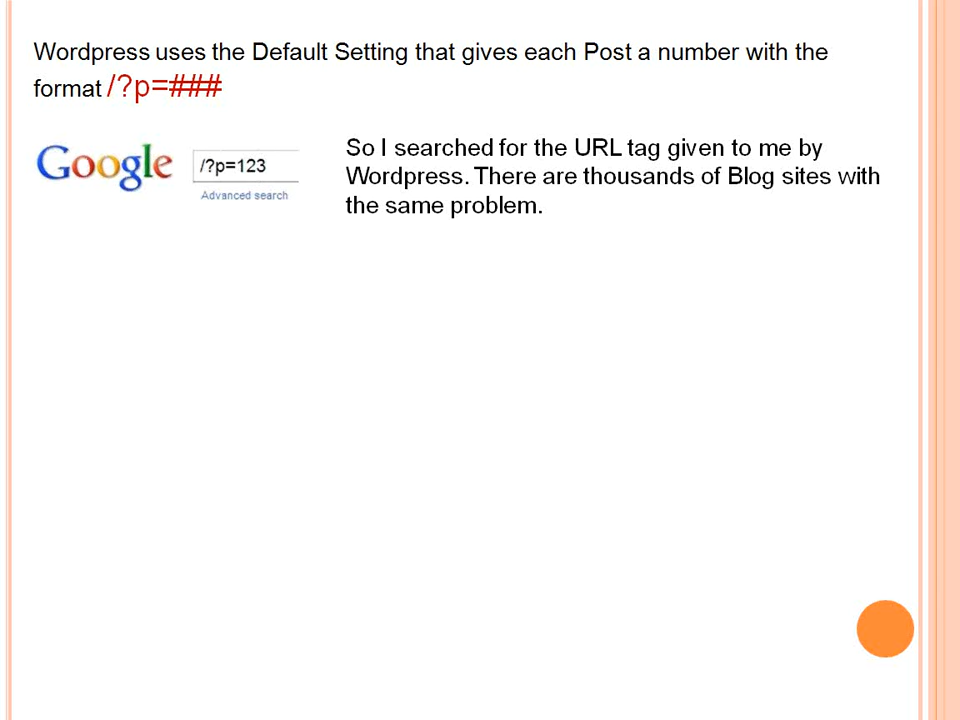 Wordpress uses the Default Setting that gives each Post a number with the
format /?p=###
Google
/?p=123
Advanced search
So I searched for the URL tag given to me by
Wordpress. There are thousands of Blog sites with
the same problem.